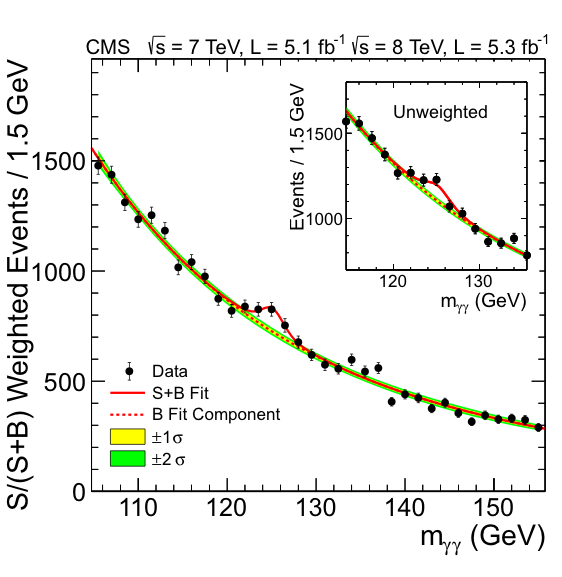 CMS √s = 7 TeV, L = 5.1 fb⁻¹ √s = 8 TeV, L = 5.3 fb⁻¹
S/(S+B) Weighted Events / 1.5 GeV
1500
1000
500
0
110 120 130 140 150
mγγ (GeV)
Data
S+B Fit
B Fit Component
±1σ
±2 σ
Unweighted
Events / 1.5 GeV
1500
1000
120 130
mγγ (GeV)